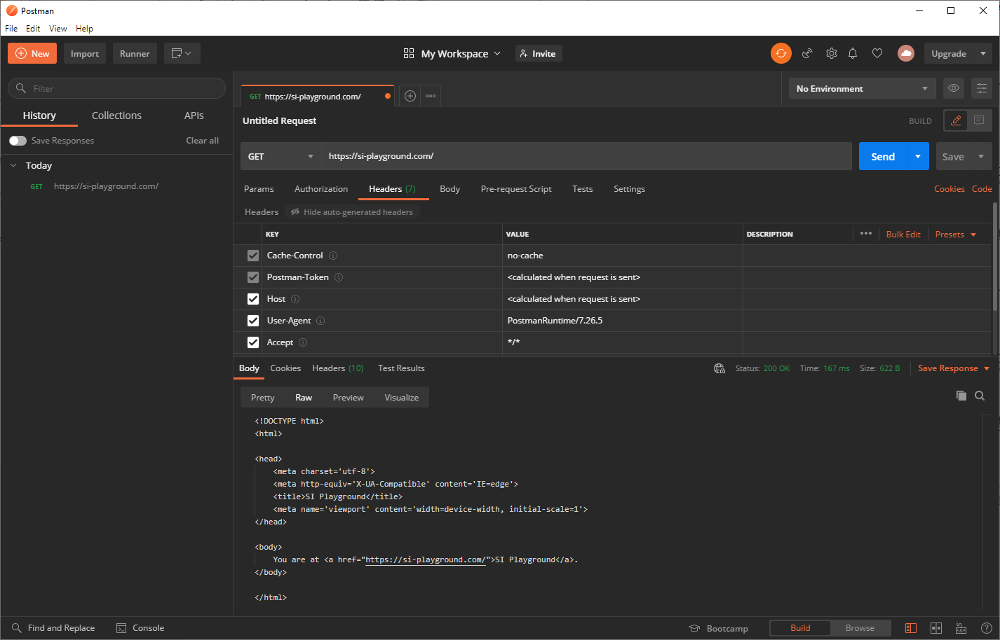 Postman
File Edit View Help
New Import Runner My Workspace Invite Upgrade
Filter
History Collections APIs
Save Responses Clear all
Today
GET https://si-playground.com/
GET https://si-playground.com/
No Environment
Untitled Request BUILD
GET https://si-playground.com/ Send Save
Params Authorization Headers (7) Body Pre-request Script Tests Settings Cookies Code
Headers Hide auto-generated headers
KEY VALUE DESCRIPTION ••• Bulk Edit Presets
Cache-Control no-cache
Postman-Token <calculated when request is sent>
Host <calculated when request is sent>
User-Agent PostmanRuntime/7.26.5
Accept */*
Body Cookies Headers (10) Test Results Status: 200 OK Time: 167 ms Size: 622 B Save Response
Pretty Raw Preview Visualize
<!DOCTYPE html>
<html>
<head>
<meta charset='utf-8'>
<meta http-equiv='X-UA-Compatible' content='IE=edge'>
<title>SI Playground</title>
<meta name='viewport' content='width=device-width, initial-scale=1'>
</head>
<body>
You are at <a href="https://si-playground.com/">SI Playground</a>.
</body>
</html>
Find and Replace Console Bootcamp Build Browse